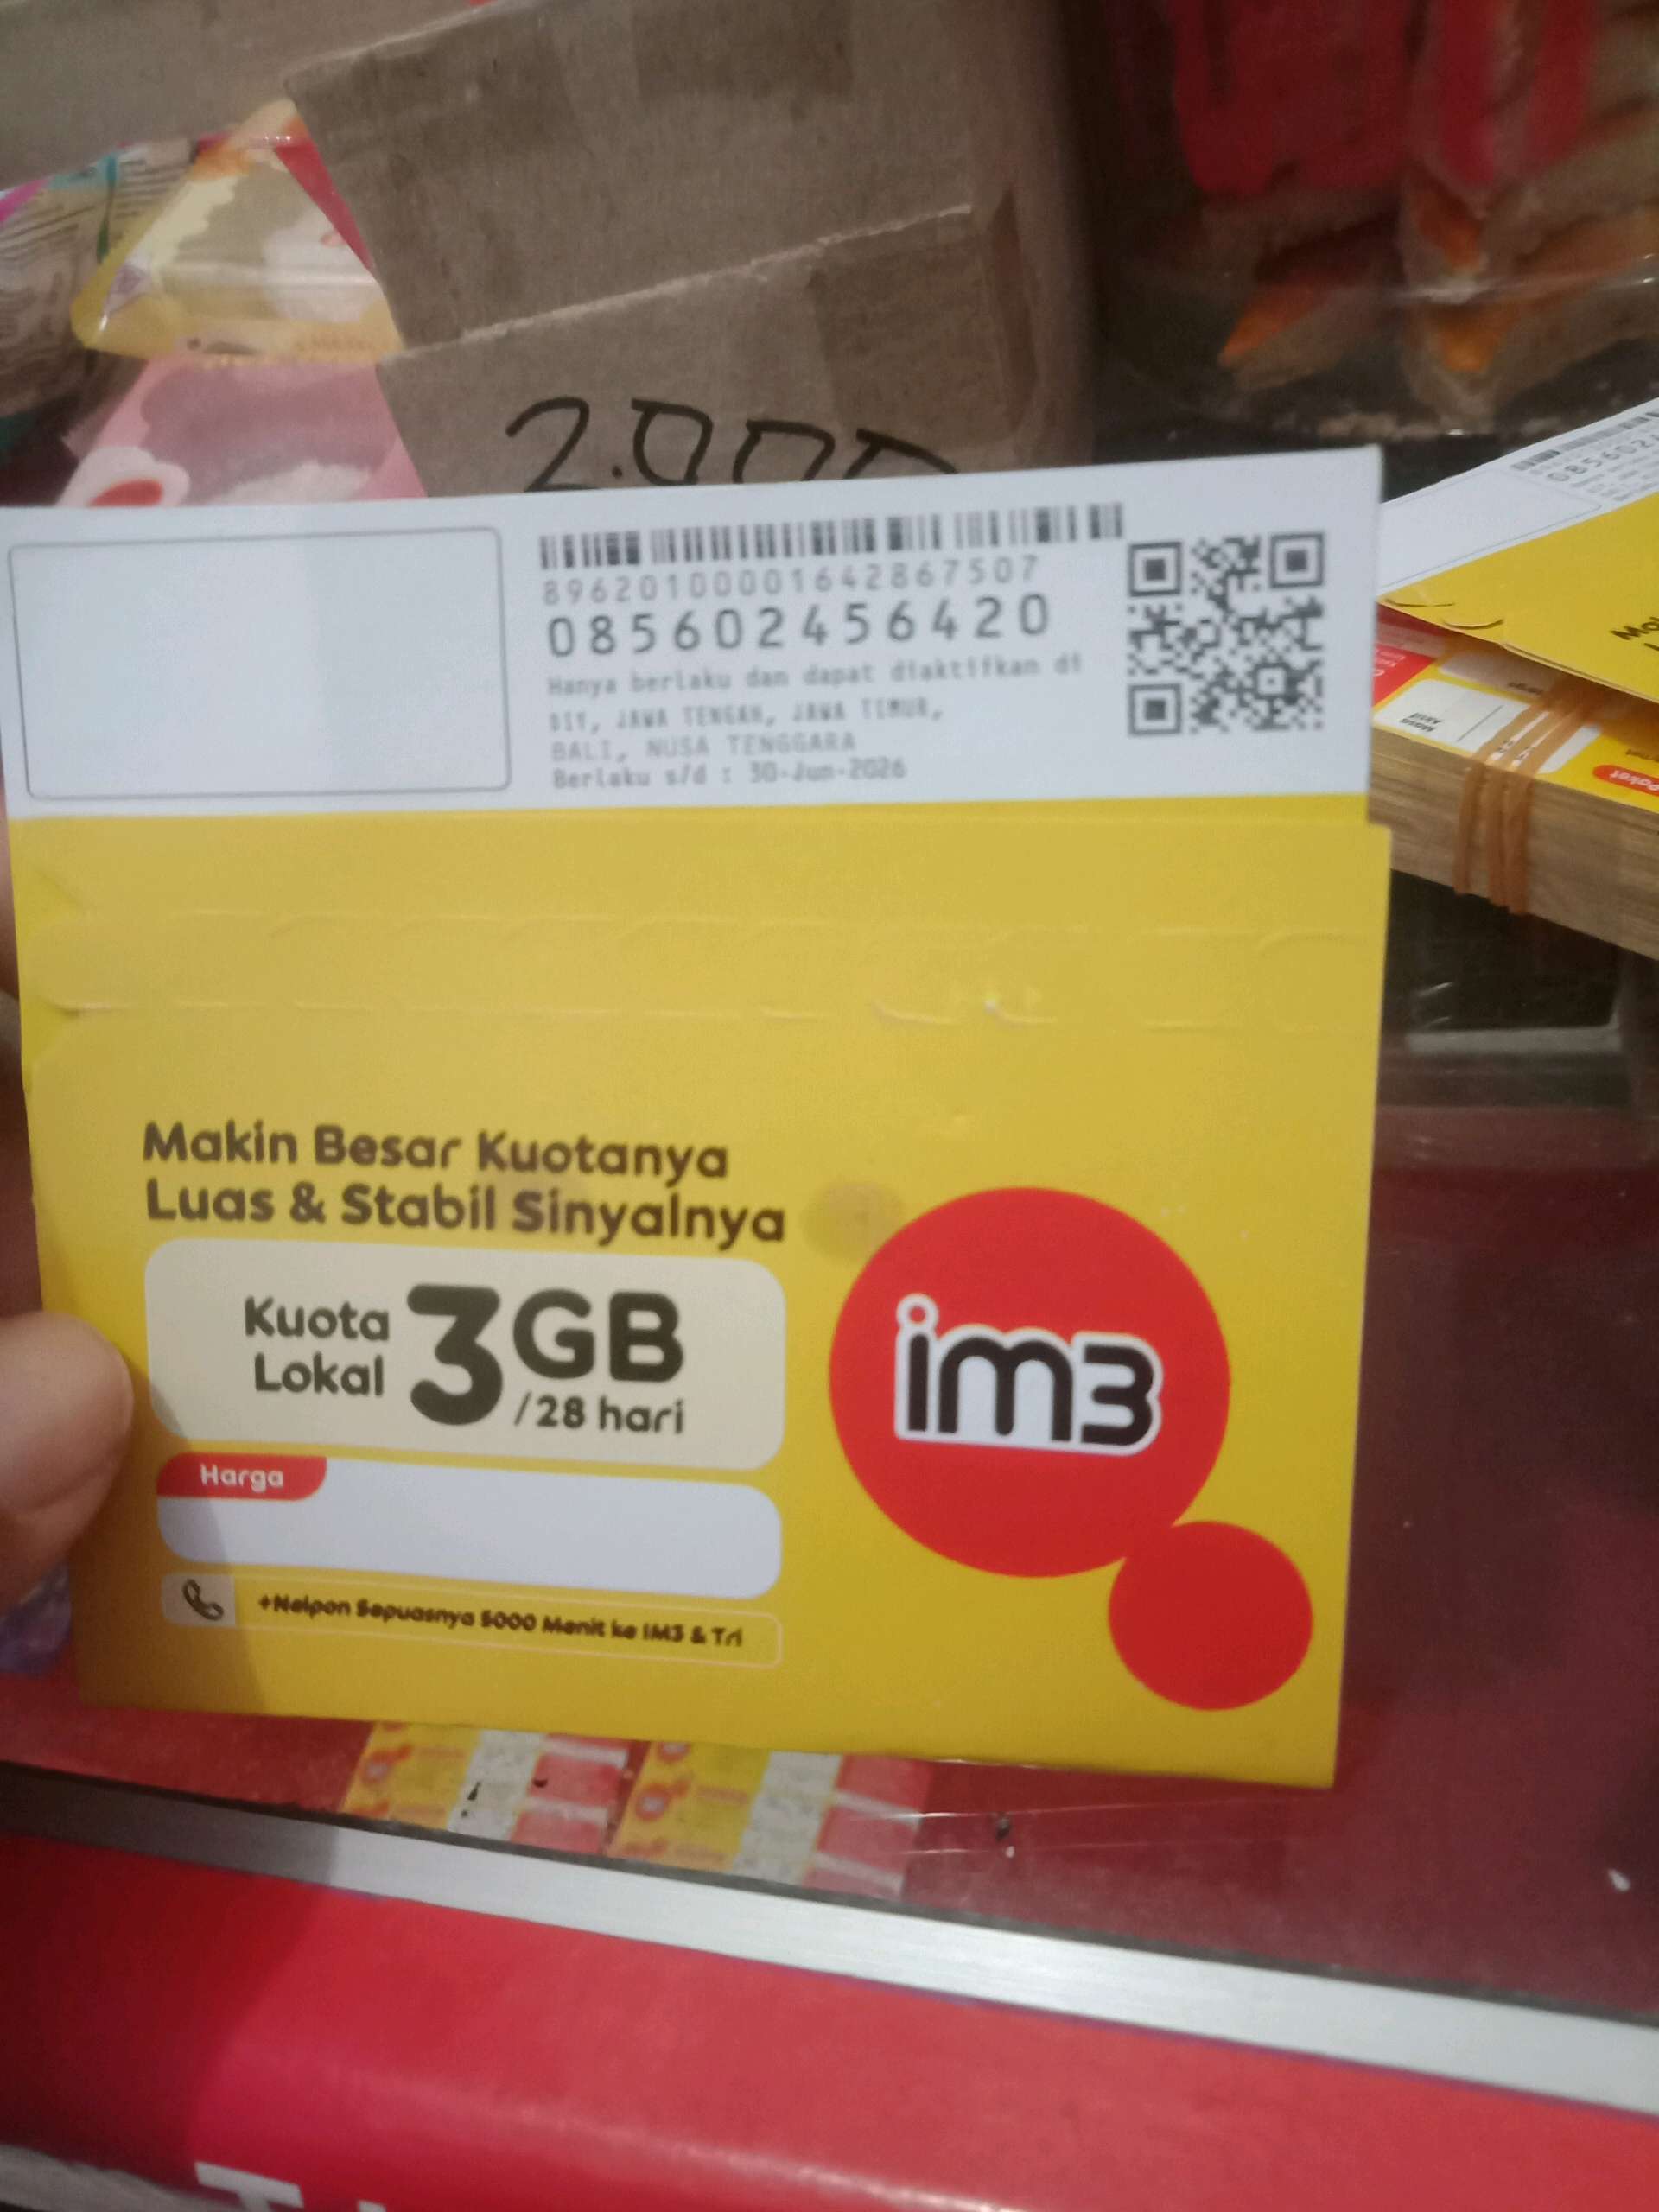 2.000
89620100001642867507
085602456420
Hanya berlaku dan dapat diaktifkan di
DIY, JAWA TENGAH, JAWA TIMUR,
BALI, NUSA TENGGARA
Berlaku s/d : 30-Jun-2026
Makin Besar Kuotanya
Luas & Stabil Sinyalnya
Kuota
Lokal
3GB
/28 hari
im3
Harga
+Nelpon Sepuasnya 5000 Menit ke IM3 & Tri